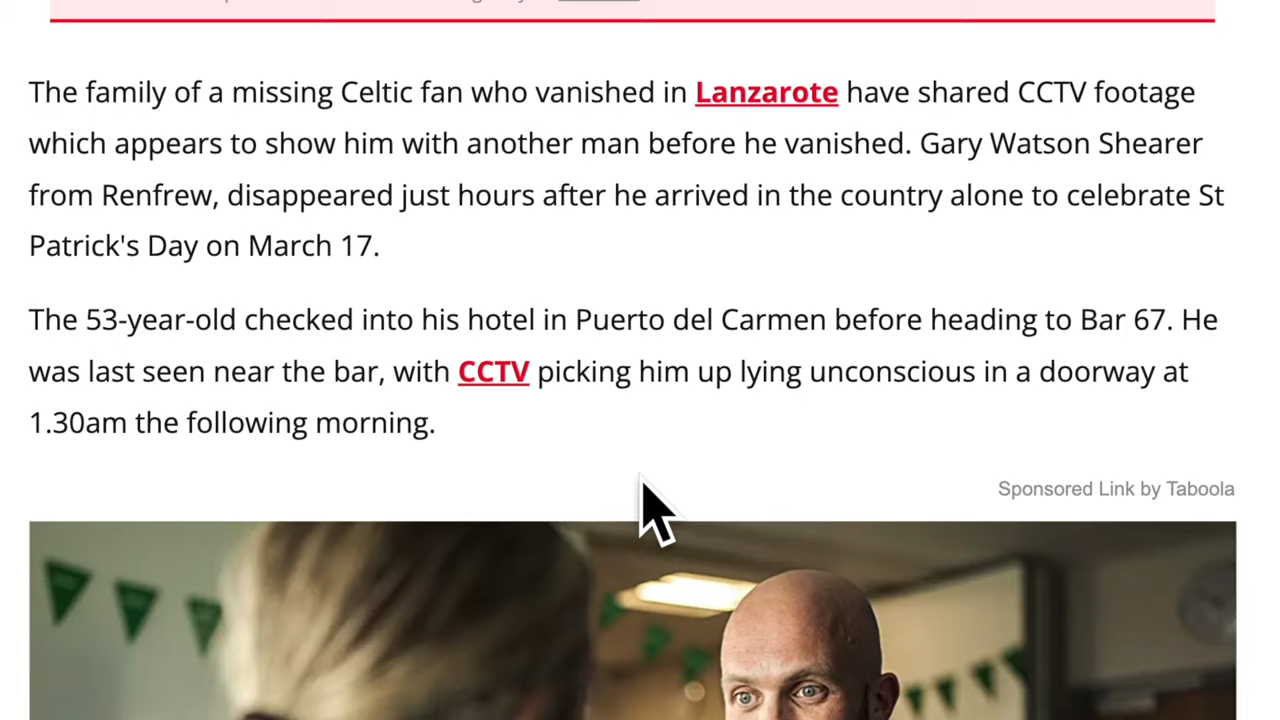 The family of a missing Celtic fan who vanished in Lanzarote have shared CCTV footage
which appears to show him with another man before he vanished. Gary Watson Shearer
from Renfrew, disappeared just hours after he arrived in the country alone to celebrate St
Patrick's Day on March 17.
The 53-year-old checked into his hotel in Puerto del Carmen before heading to Bar 67. He
was last seen near the bar, with CCTV picking him up lying unconscious in a doorway at
1.30am the following morning.
Sponsored Link by Taboola